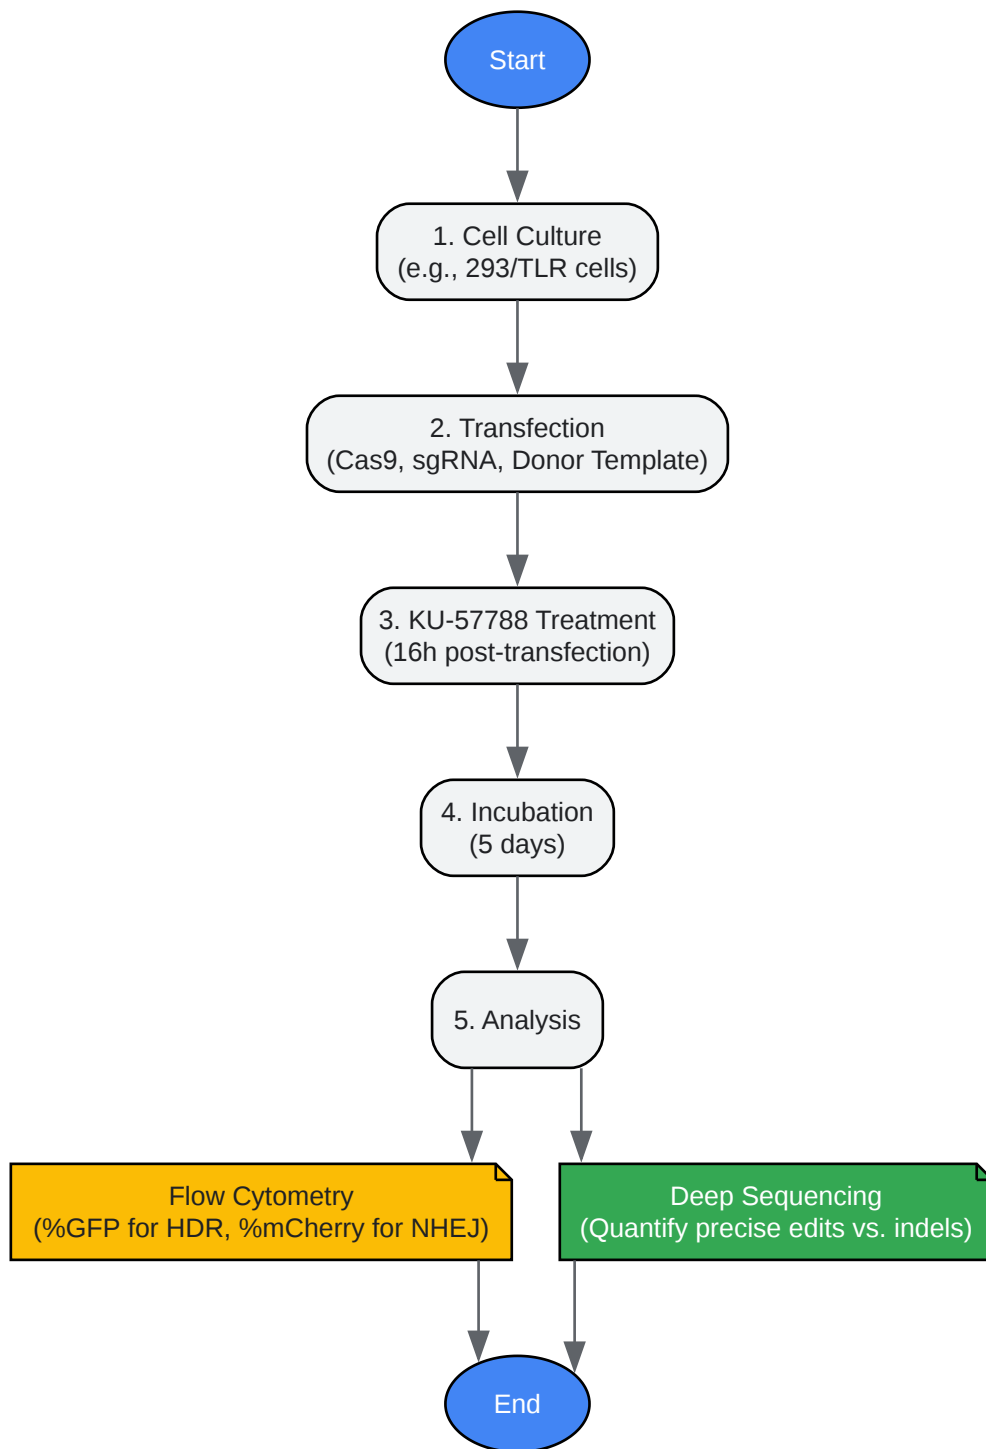 Start
1. Cell Culture
(e.g., 293/TLR cells)
2. Transfection
(Cas9, sgRNA, Donor Template)
3. KU-57788 Treatment
(16h post-transfection)
4. Incubation
(5 days)
5. Analysis
Flow Cytometry
(%GFP for HDR, %mCherry for NHEJ)
Deep Sequencing
(Quantify precise edits vs. indels)
End